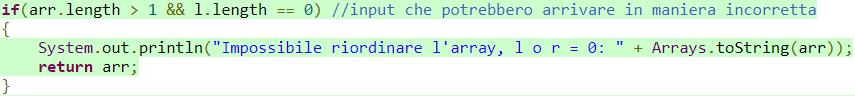 if(arr.length > 1 && l.length == 0) //input che potrebbero arrivare in maniera incorretta
{
    System.out.println("Impossibile riordinare l'array, l o r = 0: " + Arrays.toString(arr));
    return arr;
}